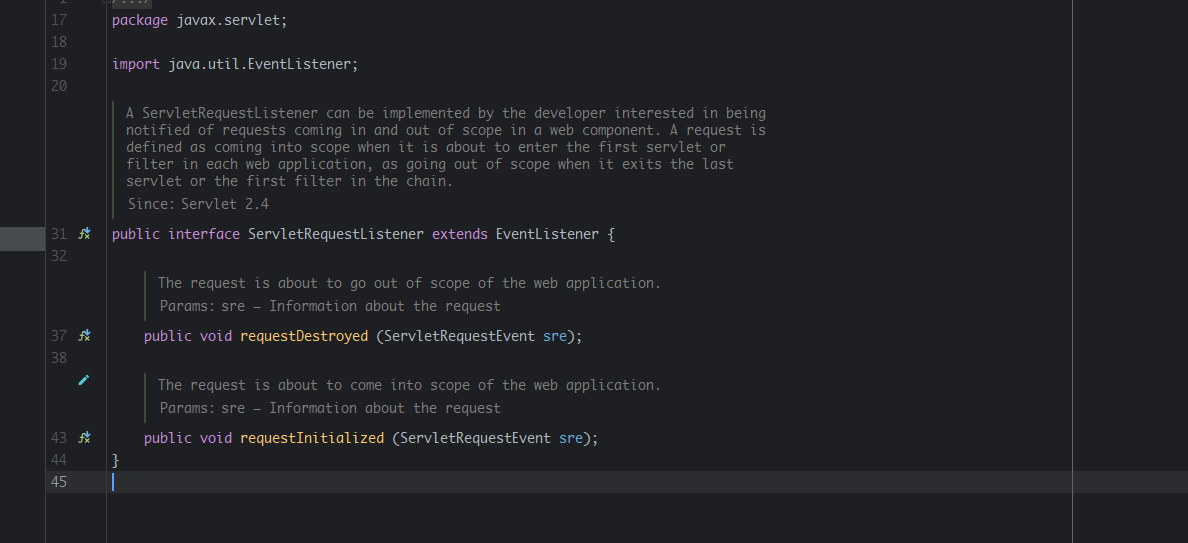 /.../
17 package javax.servlet;
18
19 import java.util.EventListener;
20
A ServletRequestListener can be implemented by the developer interested in being
notified of requests coming in and out of scope in a web component. A request is
defined as coming into scope when it is about to enter the first servlet or
filter in each web application, as going out of scope when it exits the last
servlet or the first filter in the chain.
Since: Servlet 2.4
31 public interface ServletRequestListener extends EventListener {
32
The request is about to go out of scope of the web application.
Params: sre – Information about the request
37 public void requestDestroyed (ServletRequestEvent sre);
38
The request is about to come into scope of the web application.
Params: sre – Information about the request
43 public void requestInitialized (ServletRequestEvent sre);
44 }
45